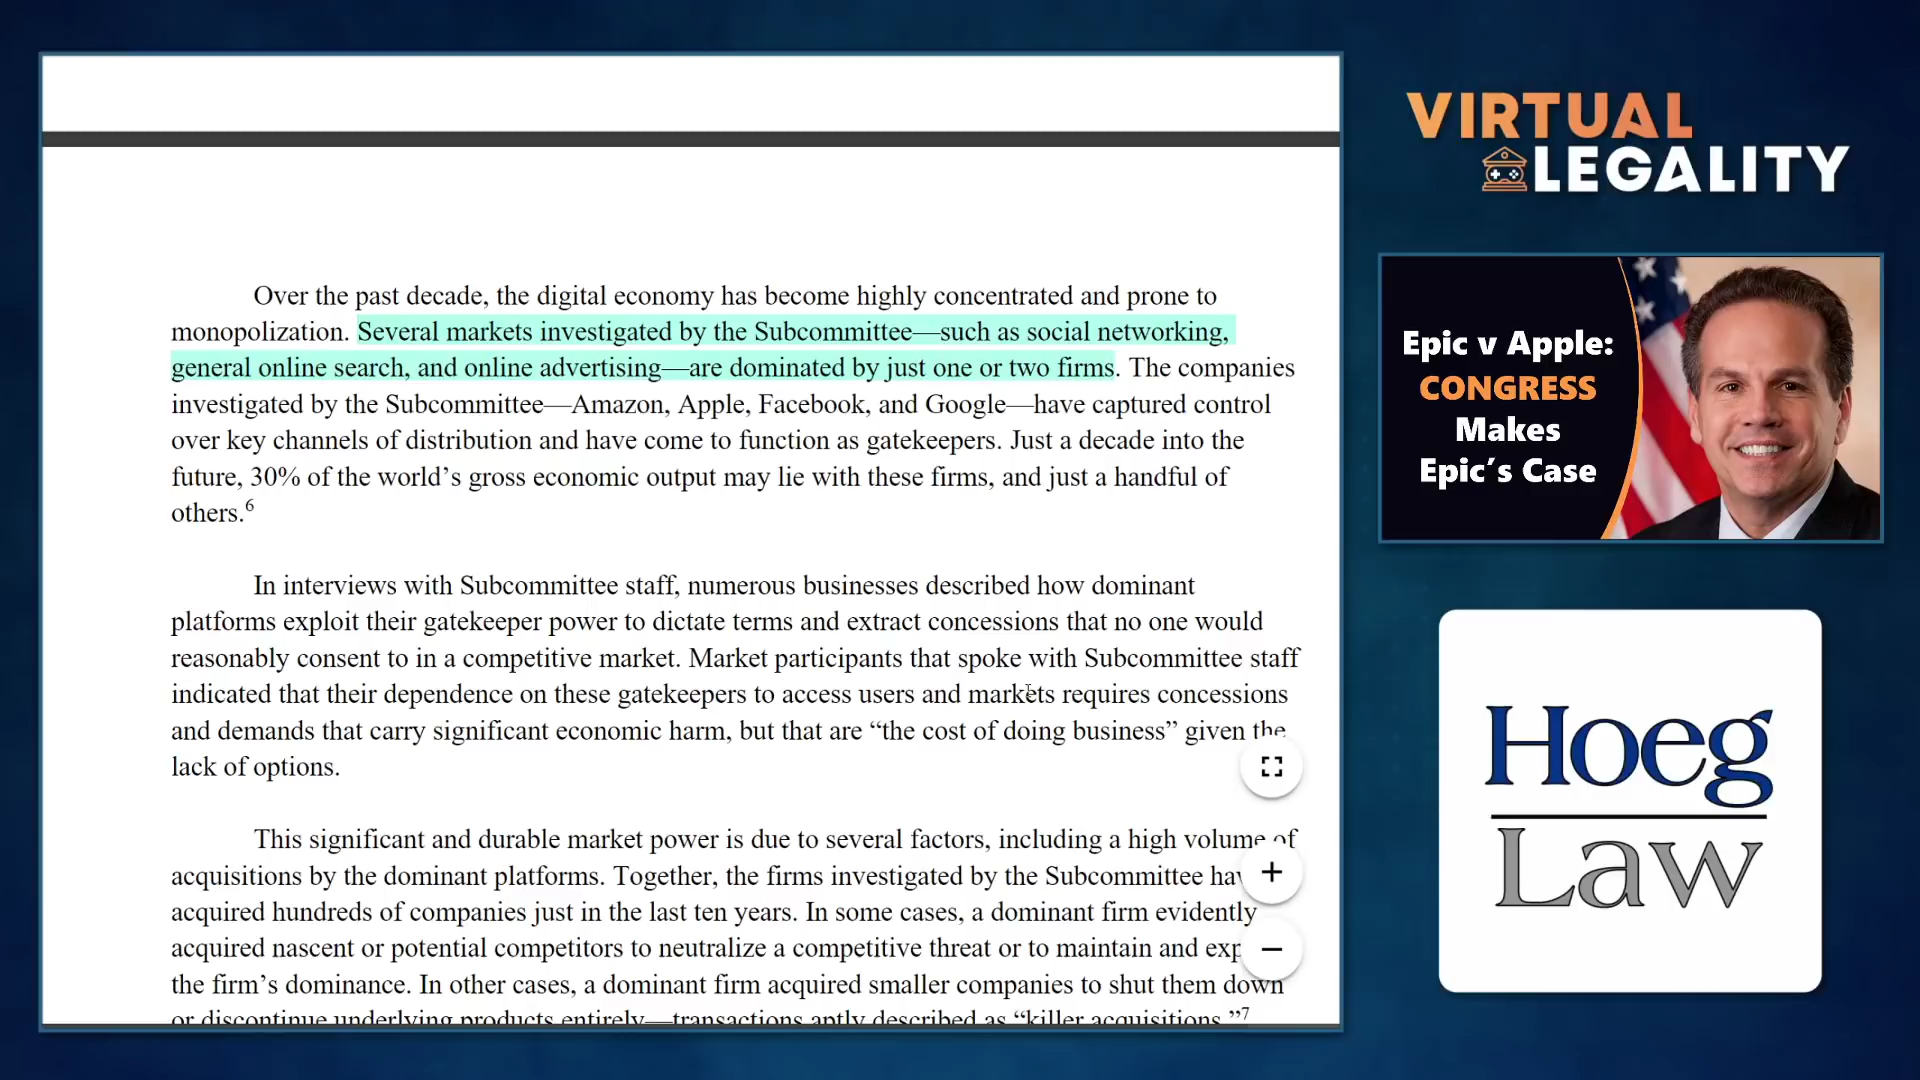 Over the past decade, the digital economy has become highly concentrated and prone to
monopolization. Several markets investigated by the Subcommittee—such as social networking,
general online search, and online advertising—are dominated by just one or two firms. The companies
investigated by the Subcommittee—Amazon, Apple, Facebook, and Google—have captured control
over key channels of distribution and have come to function as gatekeepers. Just a decade into the
future, 30% of the world’s gross economic output may lie with these firms, and just a handful of
others.6
In interviews with Subcommittee staff, numerous businesses described how dominant
platforms exploit their gatekeeper power to dictate terms and extract concessions that no one would
reasonably consent to in a competitive market. Market participants that spoke with Subcommittee staff
indicated that their dependence on these gatekeepers to access users and markets requires concessions
and demands that carry significant economic harm, but that are “the cost of doing business” given the
lack of options.
This significant and durable market power is due to several factors, including a high volume of
acquisitions by the dominant platforms. Together, the firms investigated by the Subcommittee
acquired hundreds of companies just in the last ten years. In some cases, a dominant firm evidently
acquired nascent or potential competitors to neutralize a competitive threat or to maintain and
the firm’s dominance. In other cases, a dominant firm acquired smaller companies to shut them down
or discontinue underlying products entirely—transactions aptly described as “killer acquisitions.”7
VIRTUAL
LEGALITY
Epic v Apple:
CONGRESS
Makes
Epic’s Case
Hoeg
Law